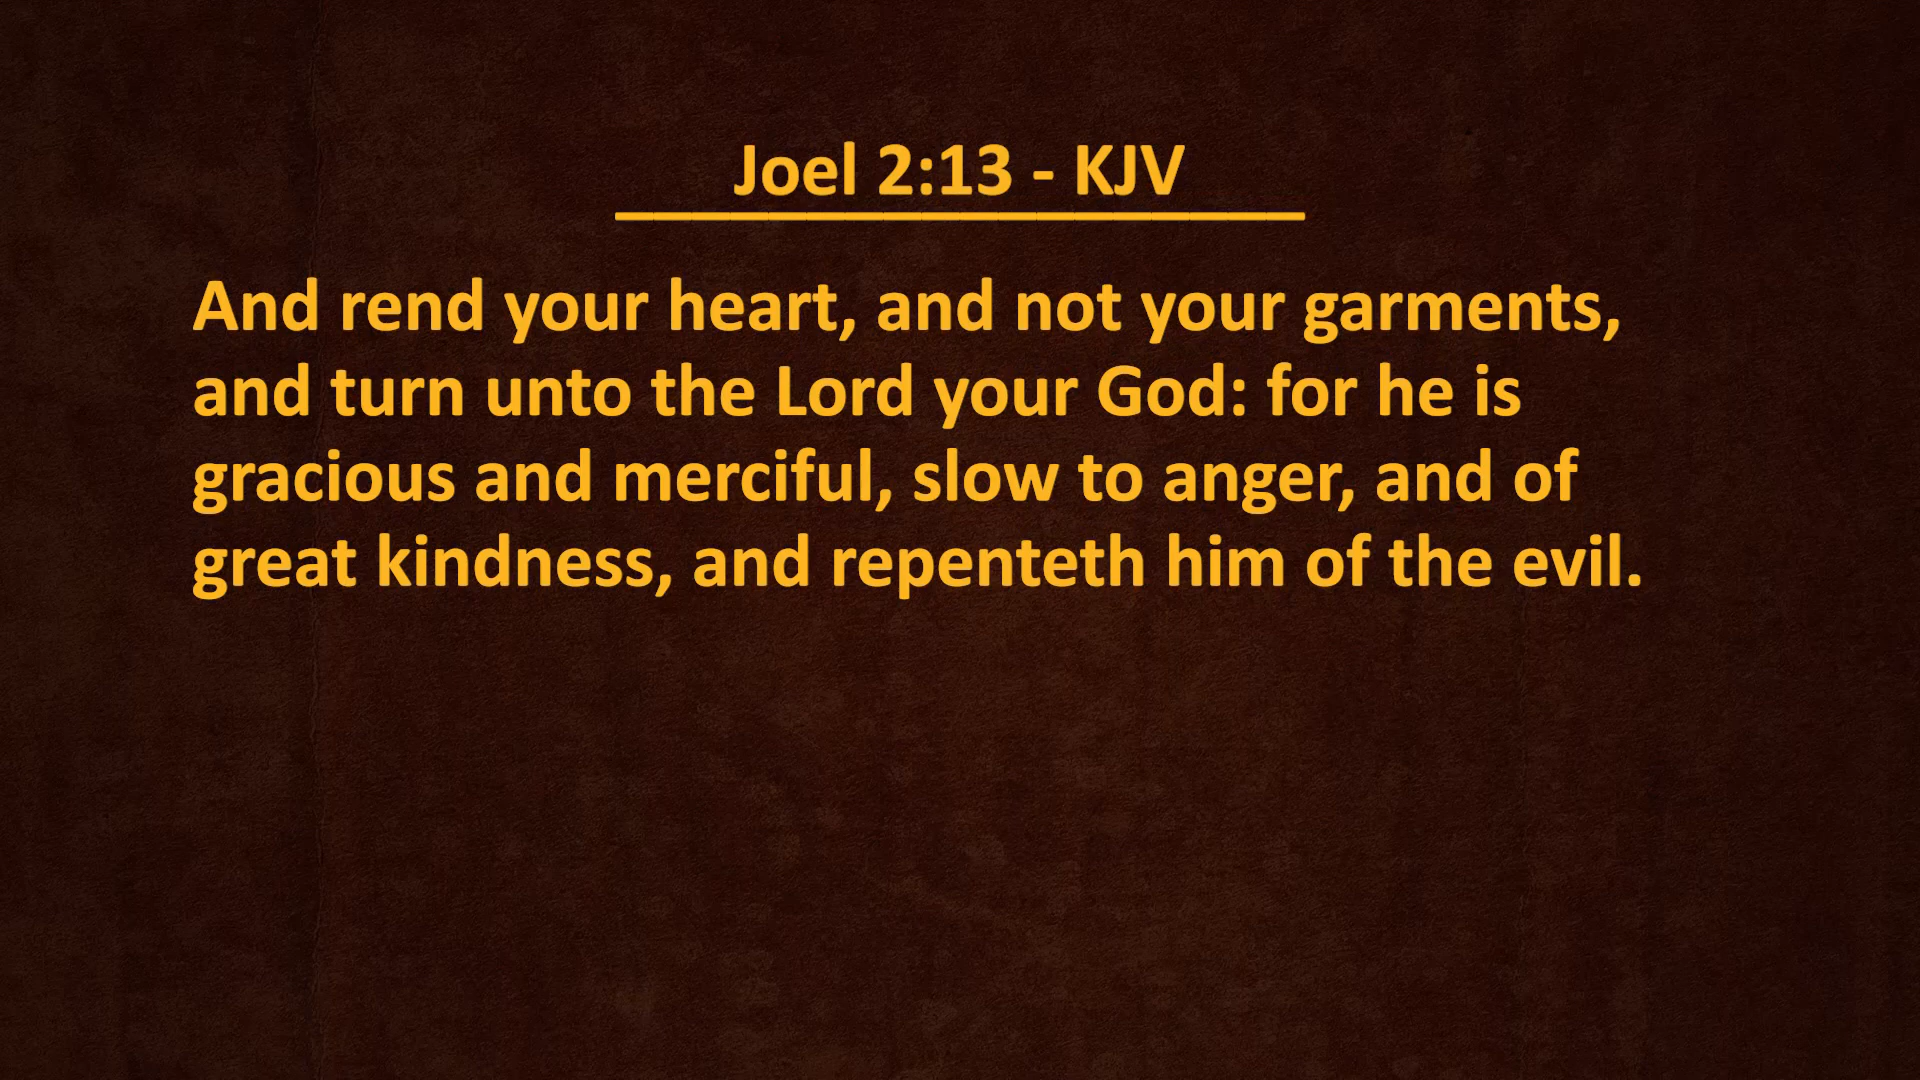 Joel 2:13 - KJV
And rend your heart, and not your garments,
and turn unto the Lord your God: for he is
gracious and merciful, slow to anger, and of
great kindness, and repenteth him of the evil.